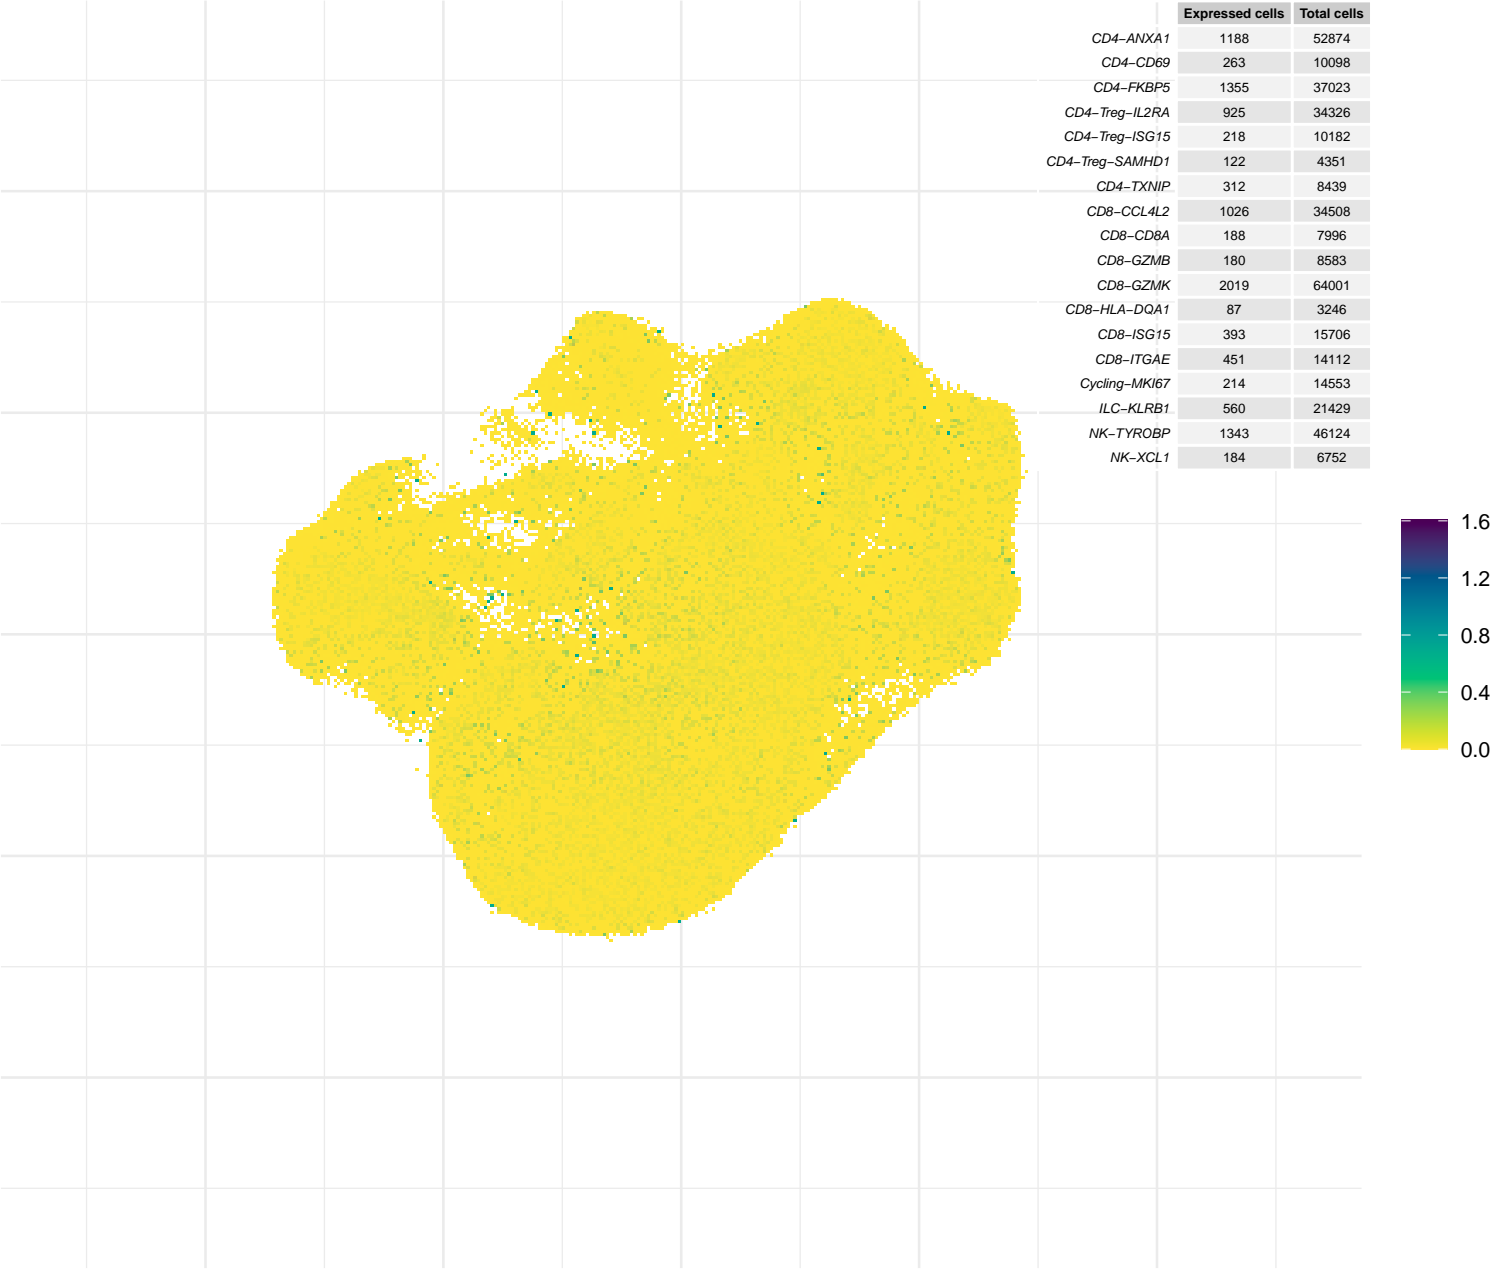 Expressed cells Total cells
CD4−ANXA1 1188 52874
CD4−CD69 263 10098
CD4−FKBP5 1355 37023
CD4−Treg−IL2RA 925 34326
CD4−Treg−ISG15 218 10182
CD4−Treg−SAMHD1 122 4351
CD4−TXNIP 312 8439
CD8−CCL4L2 1026 34508
CD8−CD8A 188 7996
CD8−GZMB 180 8583
CD8−GZMK 2019 64001
CD8−HLA−DQA1 87 3246
CD8−ISG15 393 15706
CD8−ITGAE 451 14112
Cycling−MKI67 214 14553
ILC−KLRB1 560 21429
NK−TYROBP 1343 46124
NK−XCL1 184 6752
1.6
1.2
0.8
0.4
0.0